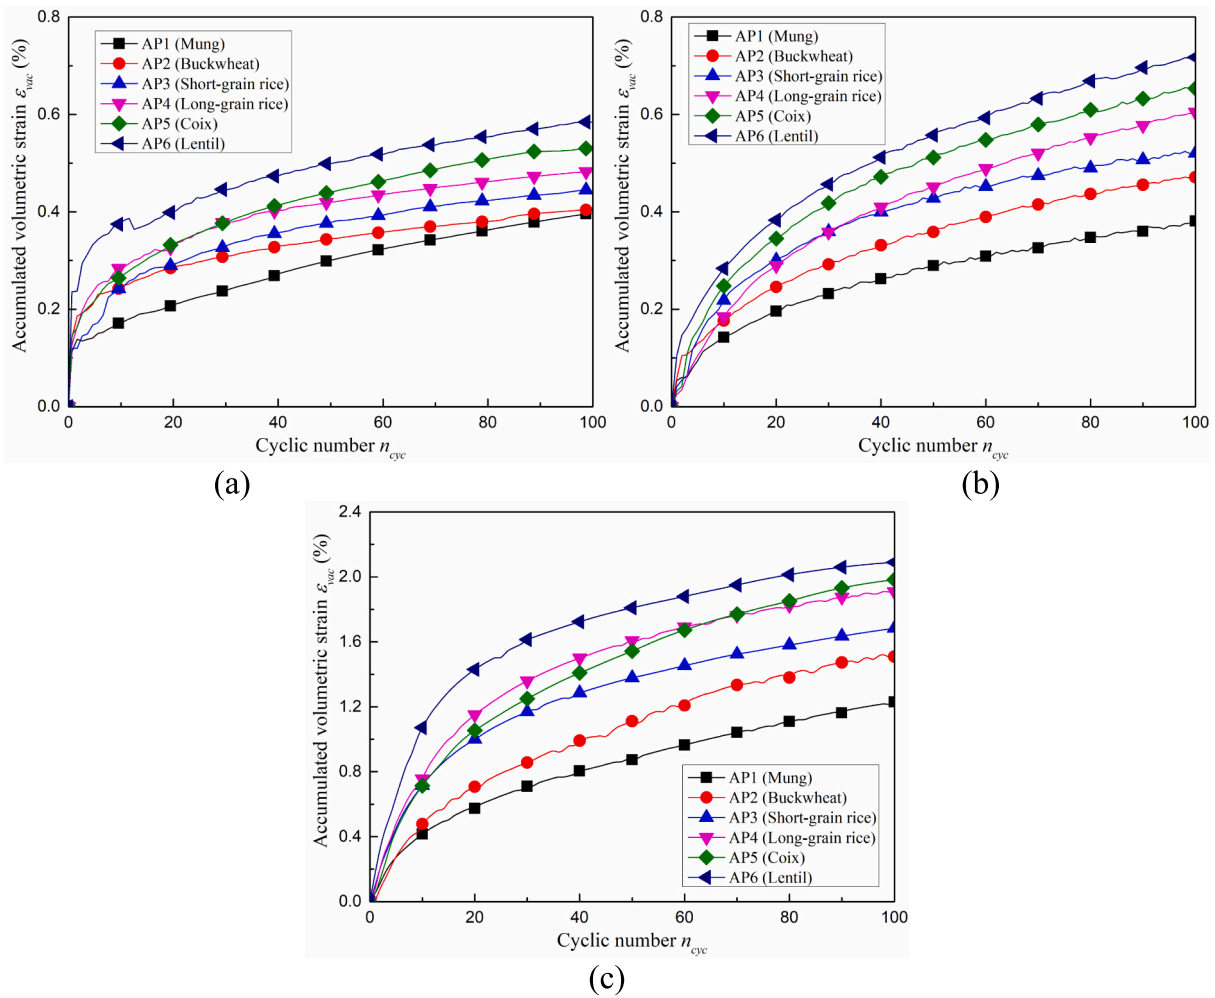 0.8
0.6
0.4
0.2
0.0
Accumulated volumetric strain ε_vac (%)
AP1 (Mung)
AP2 (Buckwheat)
AP3 (Short-grain rice)
AP4 (Long-grain rice)
AP5 (Coix)
AP6 (Lentil)
0 20 40 60 80 100
Cyclic number n_cyc
(a)
0.8
0.6
0.4
0.2
0.0
Accumulated volumetric strain ε_vac (%)
AP1 (Mung)
AP2 (Buckwheat)
AP3 (Short-grain rice)
AP4 (Long-grain rice)
AP5 (Coix)
AP6 (Lentil)
0 20 40 60 80 100
Cyclic number n_cyc
(b)
2.4
2.0
1.6
1.2
0.8
0.4
0.0
Accumulated volumetric strain ε_vac (%)
AP1 (Mung)
AP2 (Buckwheat)
AP3 (Short-grain rice)
AP4 (Long-grain rice)
AP5 (Coix)
AP6 (Lentil)
0 20 40 60 80 100
Cyclic number n_cyc
(c)